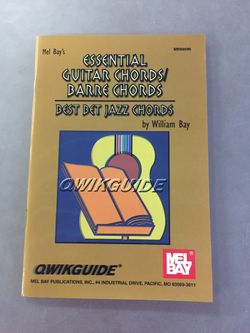 Mel Bay's
ESSENTIAL
GUITAR CHORDS/
BARRE CHORDS
BEST BET JAZZ CHORDS
by William Bay
QWIKGUIDE
QWIKGUIDE®
MEL
BAY
MEL BAY PUBLICATIONS, INC., #4 INDUSTRIAL DRIVE, PACIFIC, MO 63069-3611